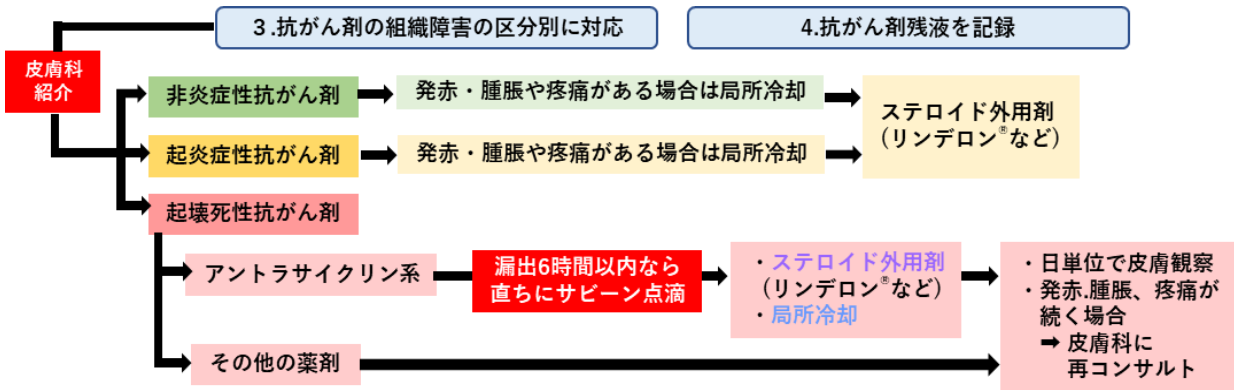 3.抗がん剤の組織障害の区分別に対応
4.抗がん剤残液を記録
皮膚科
紹介
非炎症性抗がん剤
発赤・腫脹や疼痛がある場合は局所冷却
ステロイド外用剤
(リンデロン®など)
起炎症性抗がん剤
発赤・腫脹や疼痛がある場合は局所冷却
起壊死性抗がん剤
アントラサイクリン系
漏出6時間以内なら
直ちにサビーン点滴
・ステロイド外用剤
(リンデロン®など)
・局所冷却
・日単位で皮膚観察
・発赤.腫脹、疼痛が
続く場合
➡ 皮膚科に
再コンサルト
その他の薬剤